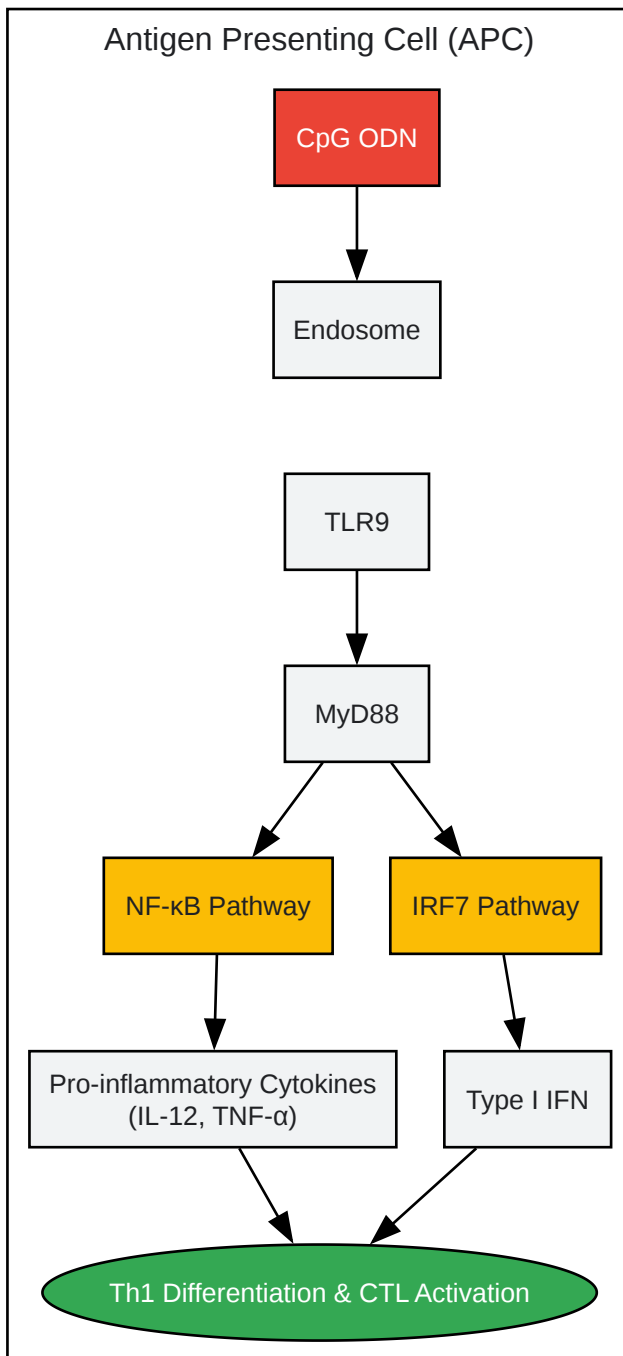 Antigen Presenting Cell (APC)
CpG ODN
Endosome
TLR9
MyD88
NF-κB Pathway
IRF7 Pathway
Pro-inflammatory Cytokines
(IL-12, TNF-α)
Type I IFN
Th1 Differentiation & CTL Activation